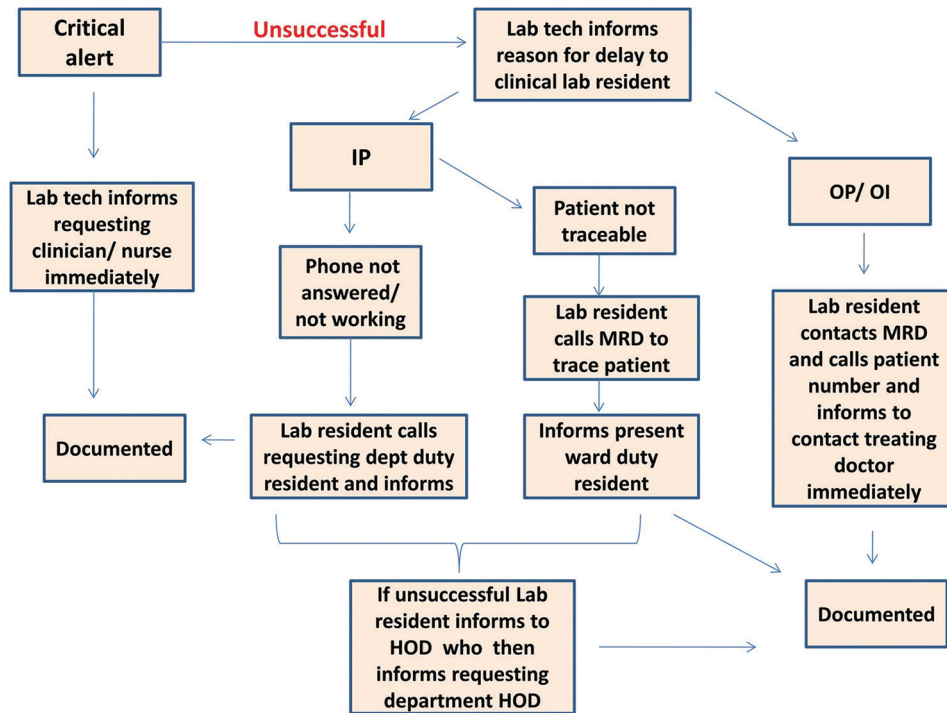 Critical
alert
Unsuccessful
Lab tech informs
reason for delay to
clinical lab resident
IP
OP/ OI
Lab tech informs
requesting
clinician/ nurse
immediately
Patient not
traceable
Phone not
answered/
not working
Lab resident
calls MRD to
trace patient
Lab resident
contacts MRD
and calls patient
number and
informs to
contact treating
doctor
immediately
Documented
Lab resident calls
requesting dept duty
resident and informs
Informs present
ward duty
resident
If unsuccessful Lab
resident informs to
HOD who then
informs requesting
department HOD
Documented